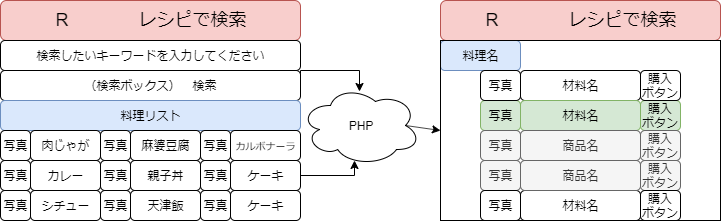 R レシピで検索
検索したいキーワードを入力してください
（検索ボックス） 検索
料理リスト
写真 肉じゃが 写真 麻婆豆腐 写真 カルボナーラ
写真 カレー 写真 親子丼 写真 ケーキ
写真 シチュー 写真 天津飯 写真 ケーキ
PHP
R レシピで検索
料理名
写真 材料名 購入
ボタン
写真 材料名 購入
ボタン
写真 商品名 購入
ボタン
写真 商品名 購入
ボタン
写真 材料名 購入
ボタン